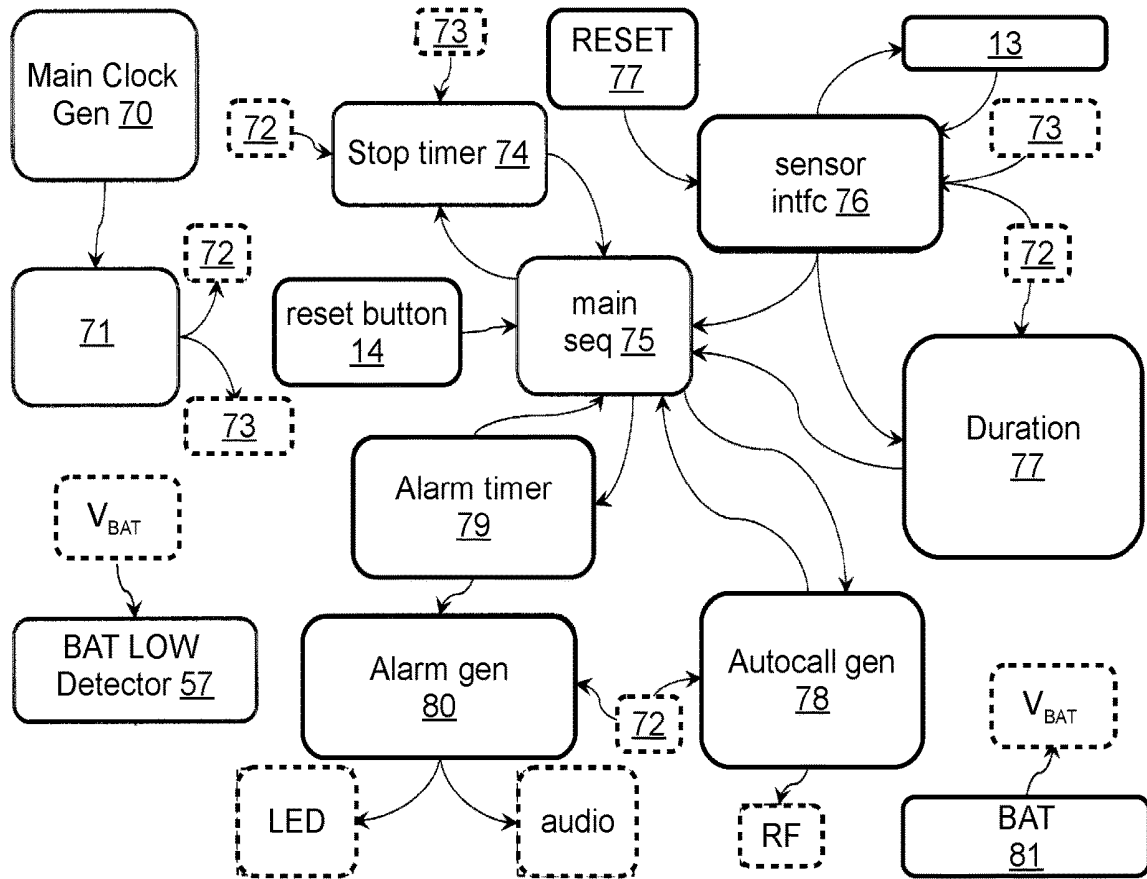 Main Clock
Gen 70
73
72
Stop timer 74
RESET
77
13
73
sensor
intfc 76
72
71
72
73
reset button
14
main
seq 75
Duration
77
Alarm timer
79
VBAT
BAT LOW
Detector 57
Alarm gen
80
72
Autocall gen
78
VBAT
LED
audio
RF
BAT
81